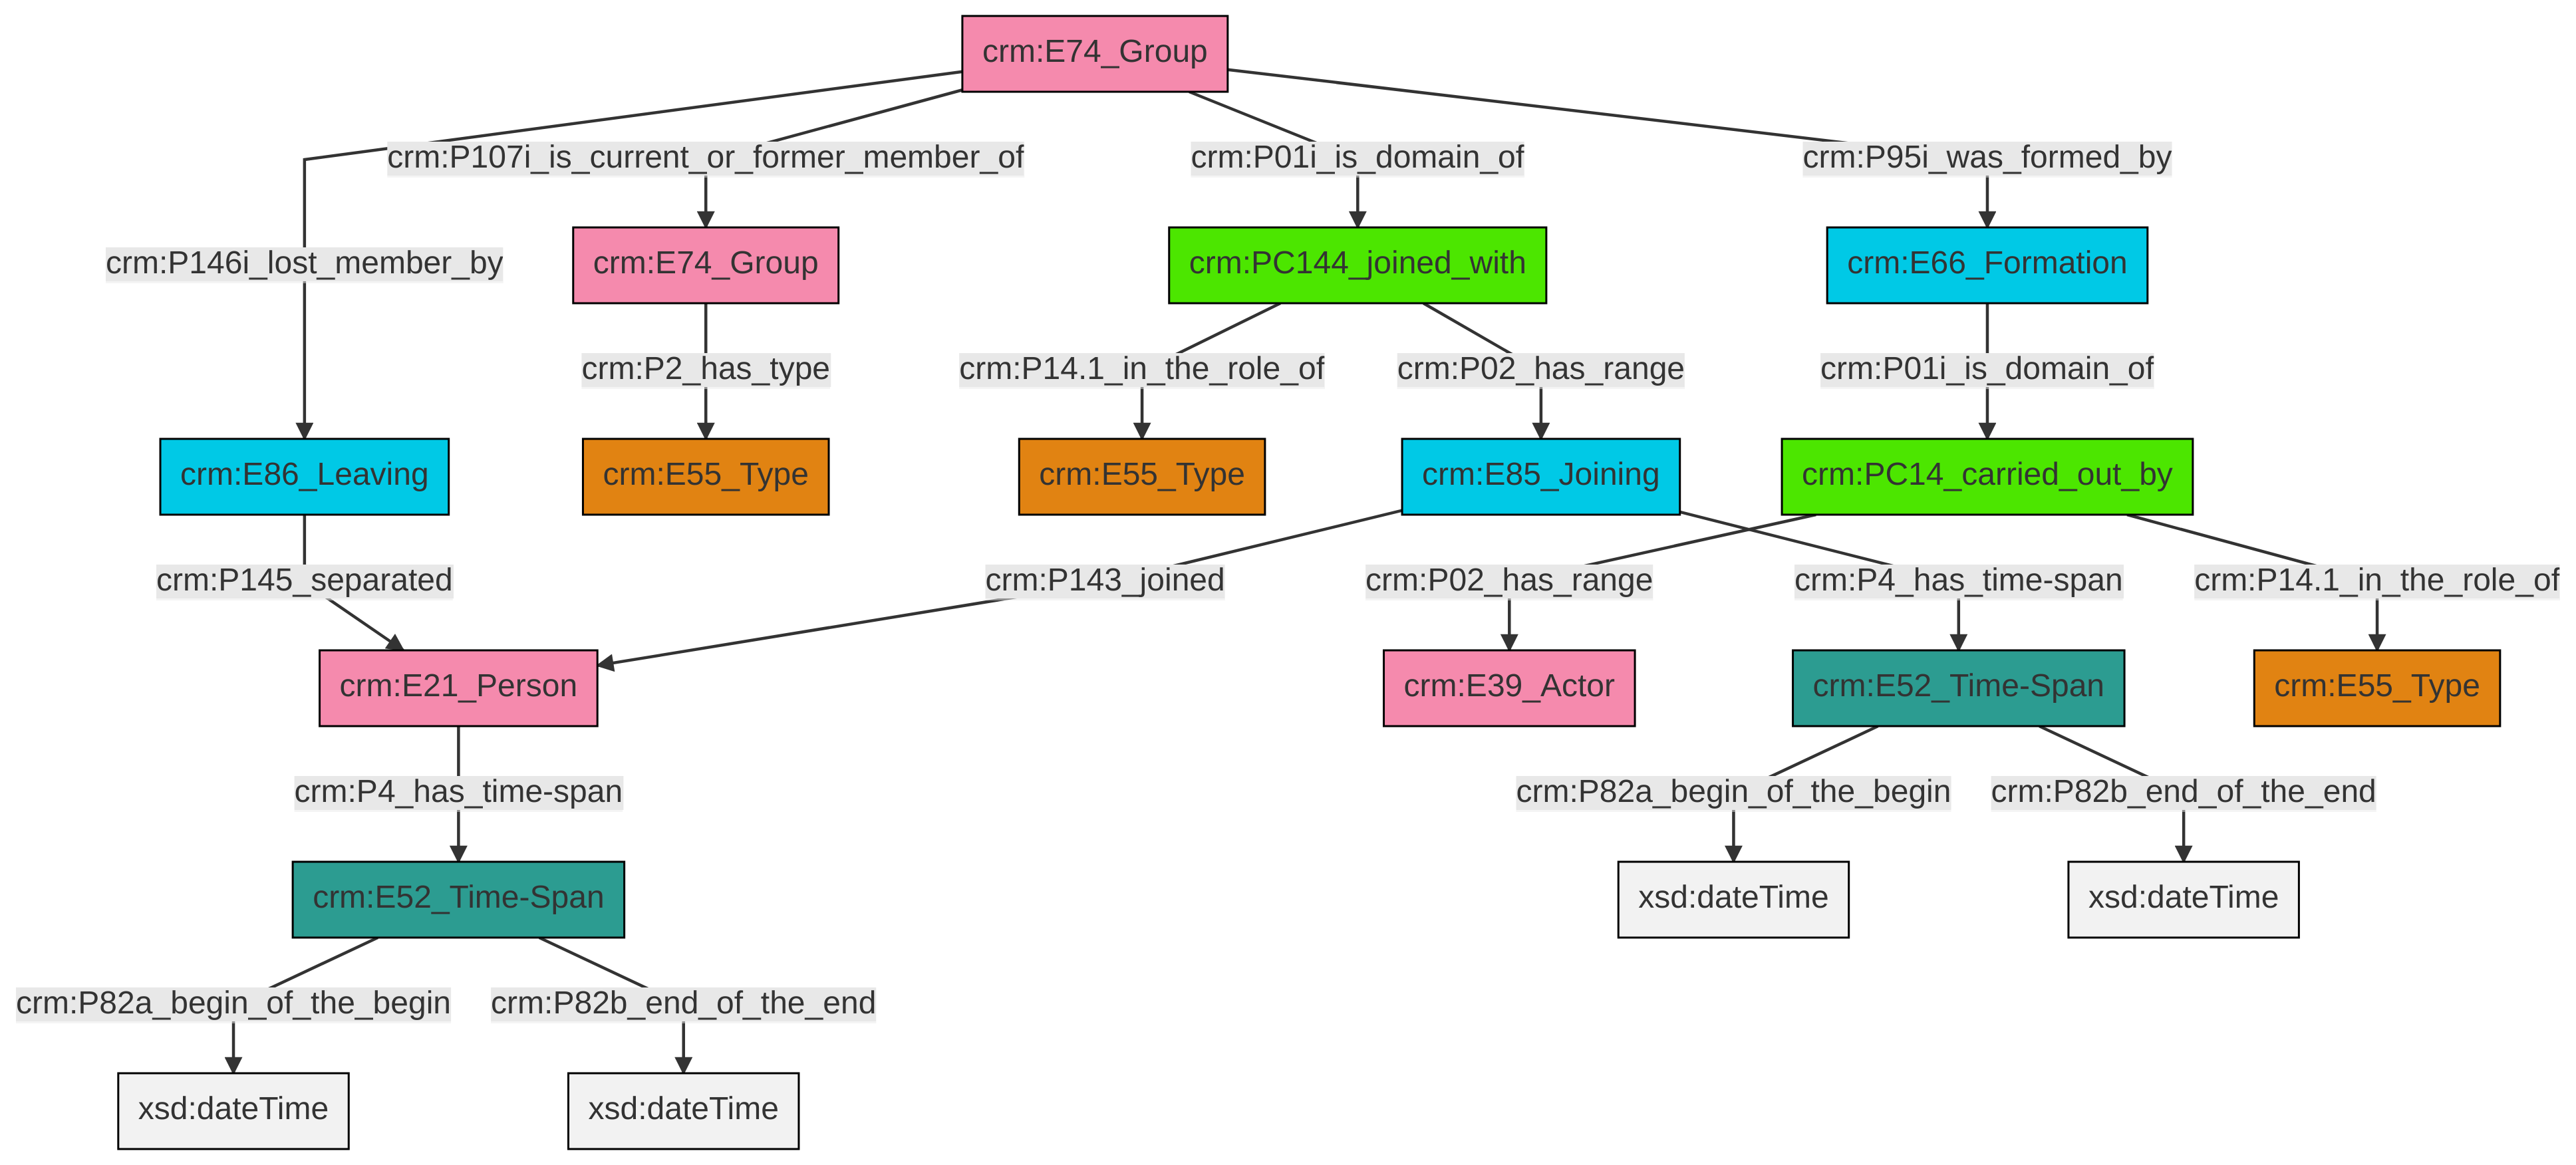 crm:E74_Group
crm:P107i_is_current_or_former_member_of
crm:P01i_is_domain_of
crm:P95i_was_formed_by
crm:P146i_lost_member_by
crm:E74_Group
crm:PC144_joined_with
crm:E66_Formation
crm:P2_has_type
crm:P14.1_in_the_role_of
crm:P02_has_range
crm:P01i_is_domain_of
crm:E86_Leaving
crm:E55_Type
crm:E55_Type
crm:E85_Joining
crm:PC14_carried_out_by
crm:P145_separated
crm:P143_joined
crm:P02_has_range
crm:P4_has_time-span
crm:P14.1_in_the_role_of
crm:E21_Person
crm:E39_Actor
crm:E52_Time-Span
crm:E55_Type
crm:P4_has_time-span
crm:P82a_begin_of_the_begin
crm:P82b_end_of_the_end
crm:E52_Time-Span
xsd:dateTime
xsd:dateTime
crm:P82a_begin_of_the_begin
crm:P82b_end_of_the_end
xsd:dateTime
xsd:dateTime